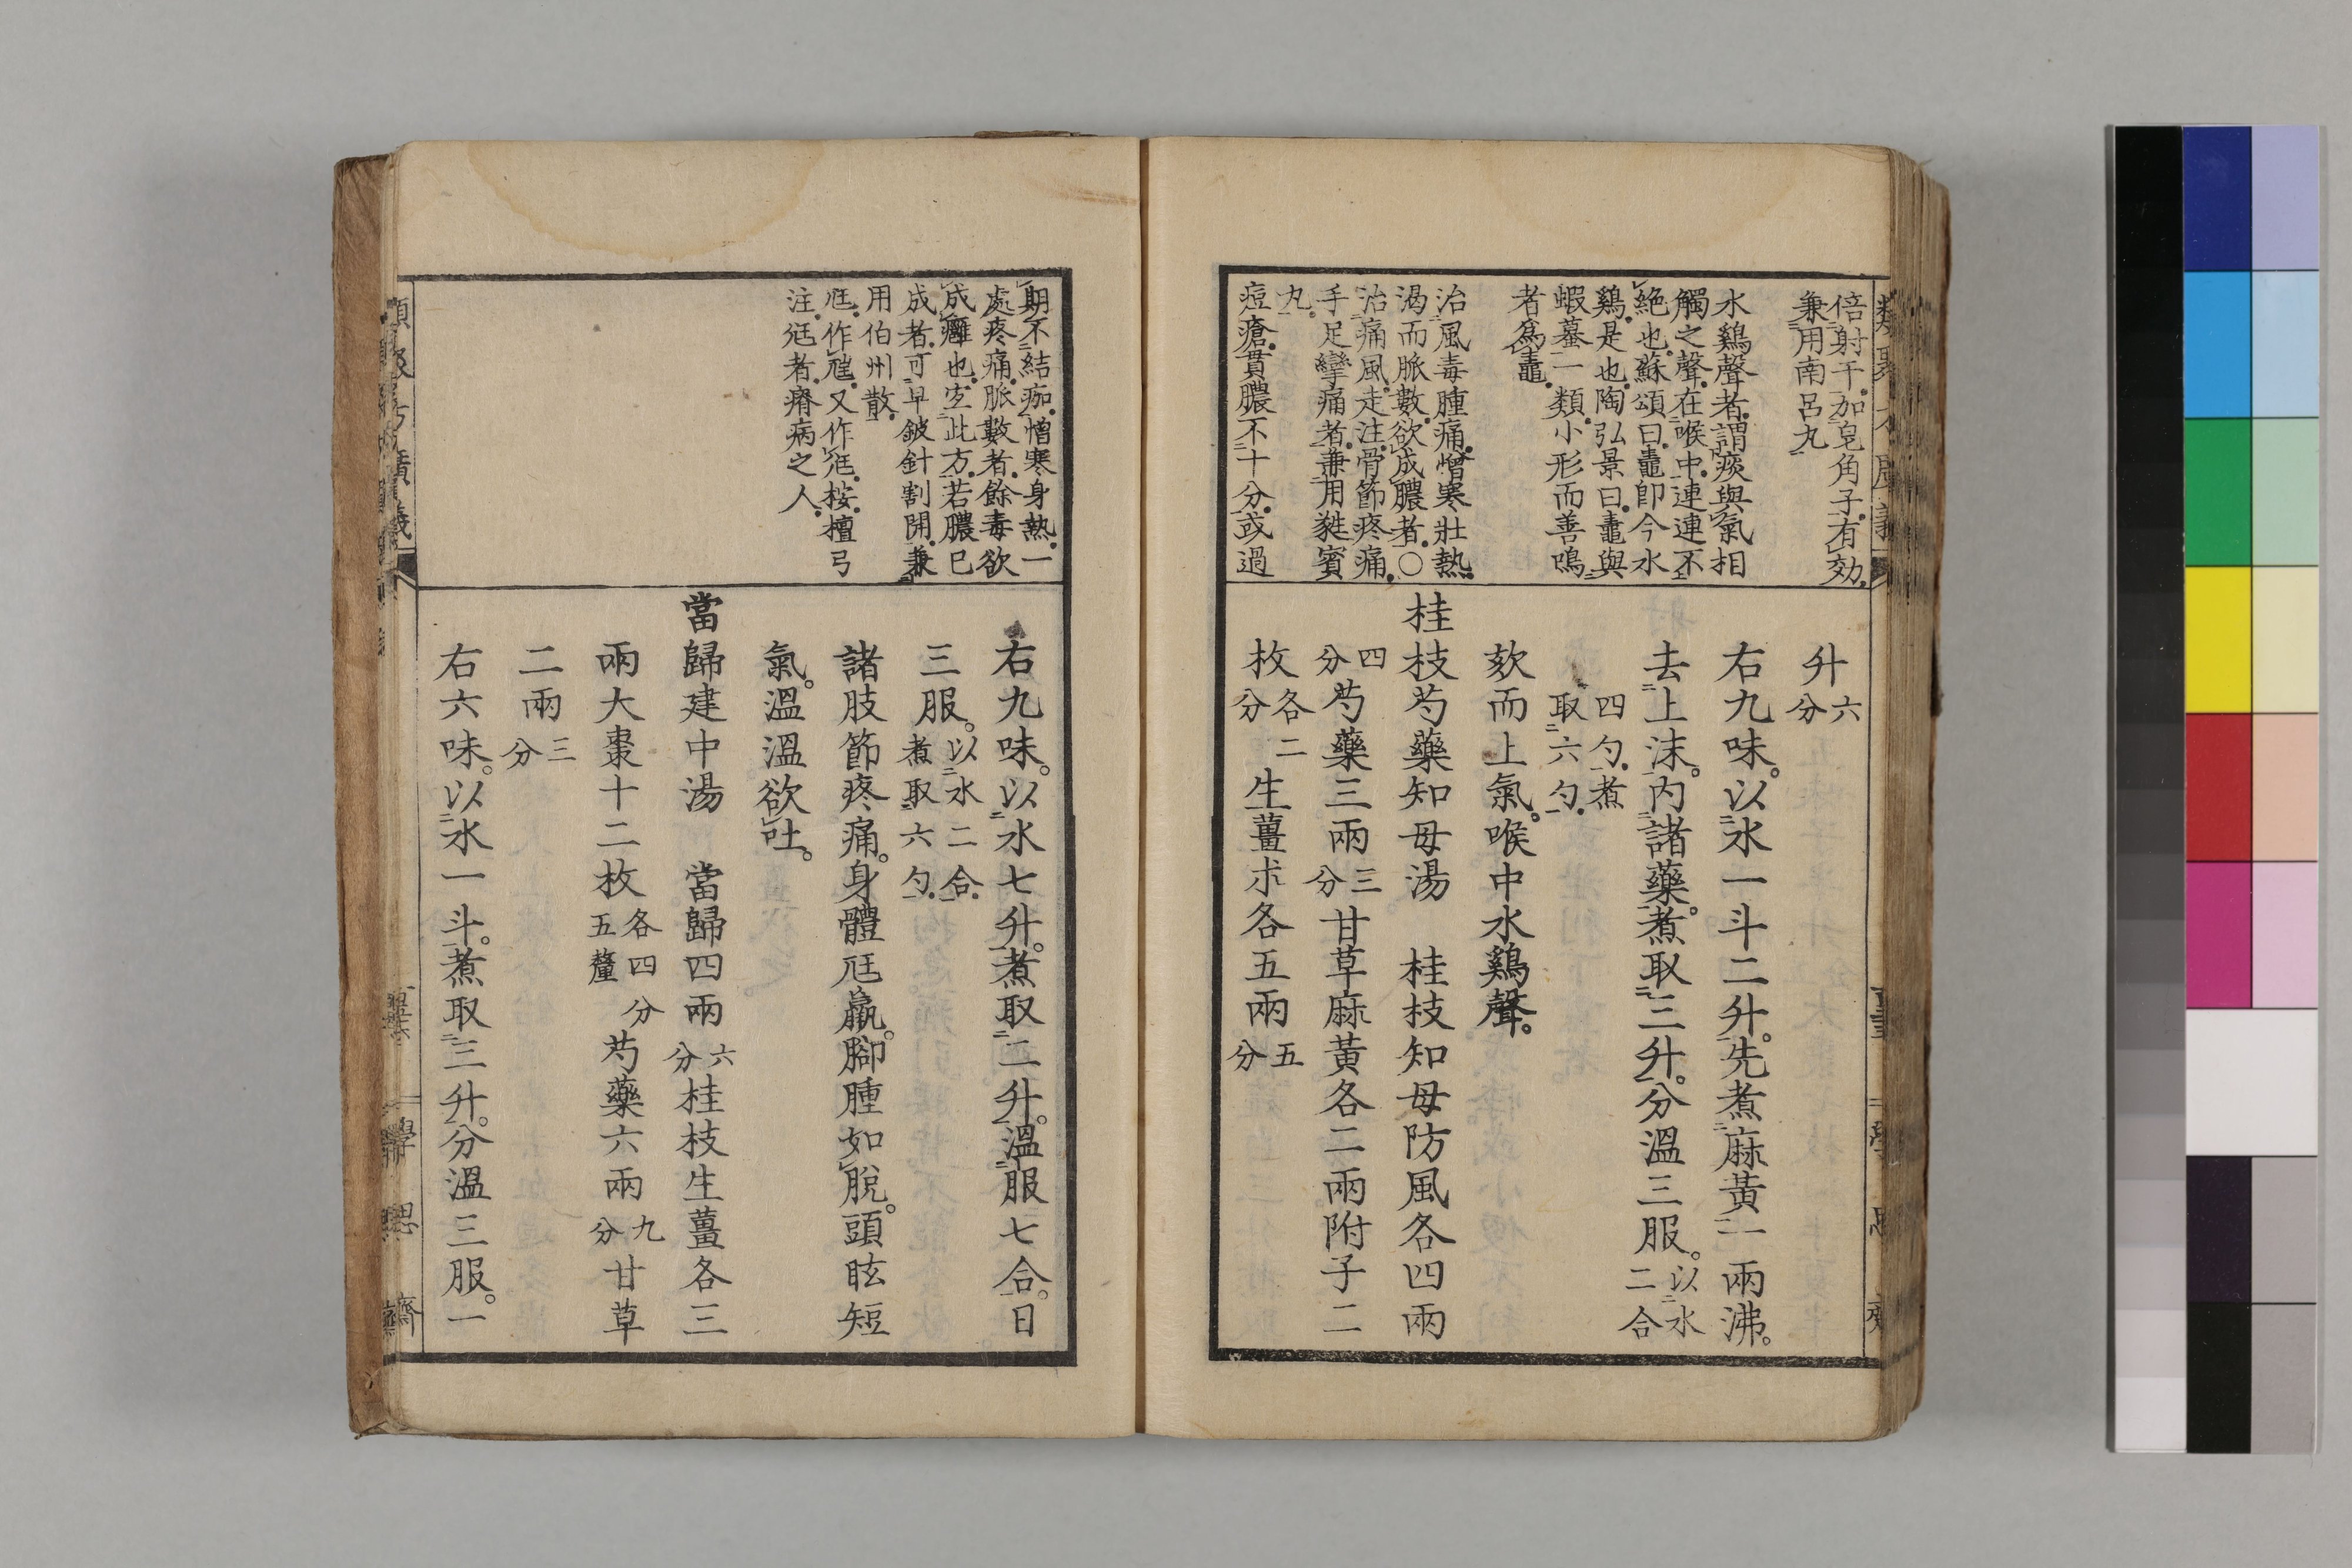 倍射干加皂角子有効
兼用南呂丸
水鷄聲者謂痰與氣相
觸之聲在喉中連連不
絶也蘇頌曰鼃即今水
鷄是也陶弘景曰鼃與
蝦蟇一類小形而善鳴
者爲鼃
治風毒腫痛憎寒壯熱
渇而脈數欲成膿者○
治痛風走注骨節疼痛
手足攣痛者兼用蕤賓
丸
痘瘡貫膿不十分或過
升六分
右九味以水一斗二升先煮麻黃一兩沸
去上沫内諸藥煮取三升分溫三服以水二合
四勺煮取六勺
欬而上氣喉中水鷄聲
桂枝芍藥知母湯 桂枝知母防風各四兩
四分芍藥三兩三分甘草麻黃各二兩附子二
枚各二分生薑朮各五兩五分
期不結痂憎寒身熱一
處疼痛脈數者餘毒欲
成癰也宜此方若膿已
成者可早鈹針割開兼
用伯州散
尫作尩又作尪桉檀弓
注尪者瘠病之人
右九味以水七升煮取二升溫服七合日
三服以水二合煮取六勺
諸肢節疼痛身體尫羸腳腫如脫頭眩短
氣溫溫欲吐
當歸建中湯 當歸四兩六分桂枝生薑各三
兩大棗十二枚各四分五釐芍藥六兩九分甘草
二兩三分
右六味以水一斗煮取三升分溫三服一
學思齋